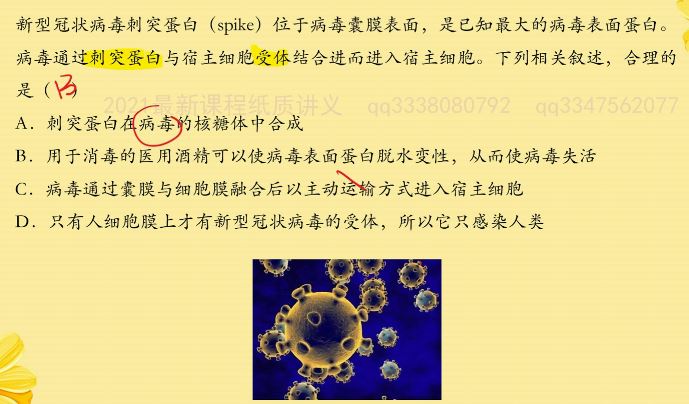 新型冠状病毒刺突蛋白（spike）位于病毒囊膜表面，是已知最大的病毒表面蛋白。
病毒通过刺突蛋白与宿主细胞受体结合进而进入宿主细胞。下列相关叙述，合理的
是（B）
2021最新课程纸质讲义 qq3338080792 qq3347562077
A．刺突蛋白在病毒的核糖体中合成
B．用于消毒的医用酒精可以使病毒表面蛋白脱水变性，从而使病毒失活
C．病毒通过囊膜与细胞膜融合后以主动运输方式进入宿主细胞
D．只有人细胞膜上才有新型冠状病毒的受体，所以它只感染人类